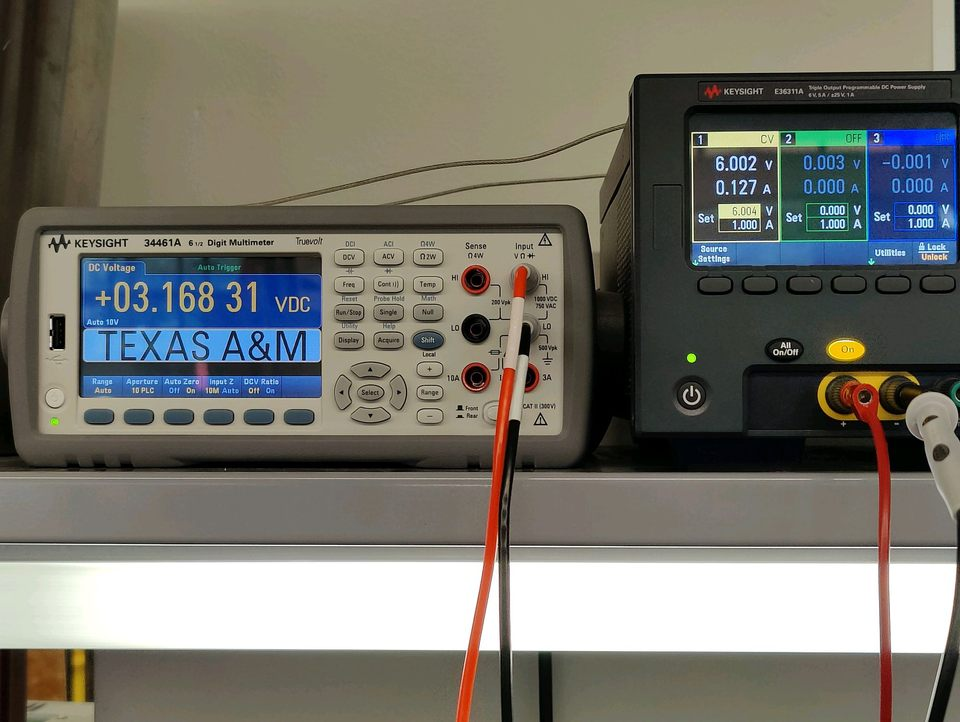 KEYSIGHT 34461A 6 1/2 Digit Multimeter Truevolt
DC Voltage Auto Trigger
+03.168 31 VDC
Auto 10V
TEXAS A&M
Range Aperture Auto Zero Input Z DCV Ratio
Auto 10 PLC Off On 10M Auto Off On
DCI ACI Ω4W
DCV ACV Ω2W
Freq Cont Temp
Reset Probe Hold Math
Run/Stop Single Null
Utility Help
Display Acquire Shift
Local
+
Select Range
−
Sense
Ω4W
Input
VΩ
HI HI
200 Vpk
1000 VDC
750 VAC
LO LO
500 Vpk
10A 3A
Front
Rear
CAT II (300V)
KEYSIGHT E36311A Triple Output Programmable DC Power Supply
6 V, 5 A / ±25 V, 1 A
1 CV 2 OFF 3
6.002 V 0.003 V −0.001 V
0.127 A 0.000 A 0.000 A
Set 6.004 V Set 0.000 V Set 0.000 V
1.000 A 1.000 A 1.000 A
Source
Settings
Utilities
Lock
Unlock
All
On/Off
On
+ −